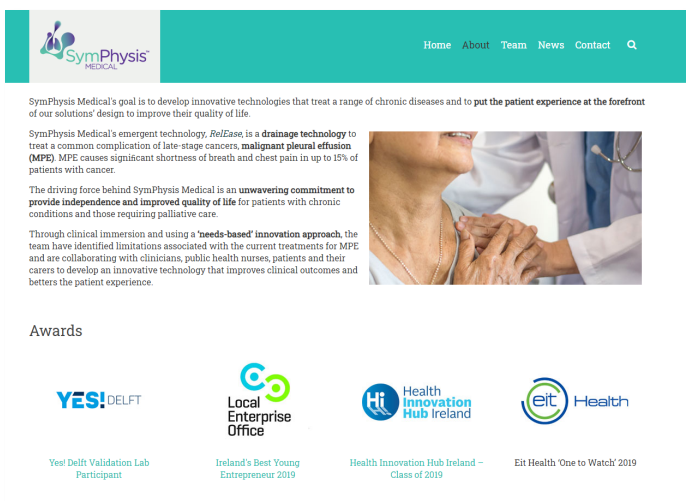 SymPhysis™
MEDICAL
Home About Team News Contact
SymPhysis Medical's goal is to develop innovative technologies that treat a range of chronic diseases and to put the patient experience at the forefront
of our solutions' design to improve their quality of life.
SymPhysis Medical's emergent technology, RelEase, is a drainage technology to
treat a common complication of late-stage cancers, malignant pleural effusion
(MPE). MPE causes significant shortness of breath and chest pain in up to 15% of
patients with cancer.
The driving force behind SymPhysis Medical is an unwavering commitment to
provide independence and improved quality of life for patients with chronic
conditions and those requiring palliative care.
Through clinical immersion and using a 'needs-based' innovation approach, the
team have identified limitations associated with the current treatments for MPE
and are collaborating with clinicians, public health nurses, patients and their
carers to develop an innovative technology that improves clinical outcomes and
betters the patient experience.
Awards
YES! DELFT
Local
Enterprise
Office
Hi
Health
Innovation
Hub Ireland
eit Health
Yes! Delft Validation Lab
Participant
Ireland's Best Young
Entrepreneur 2019
Health Innovation Hub Ireland –
Class of 2019
Eit Health 'One to Watch' 2019